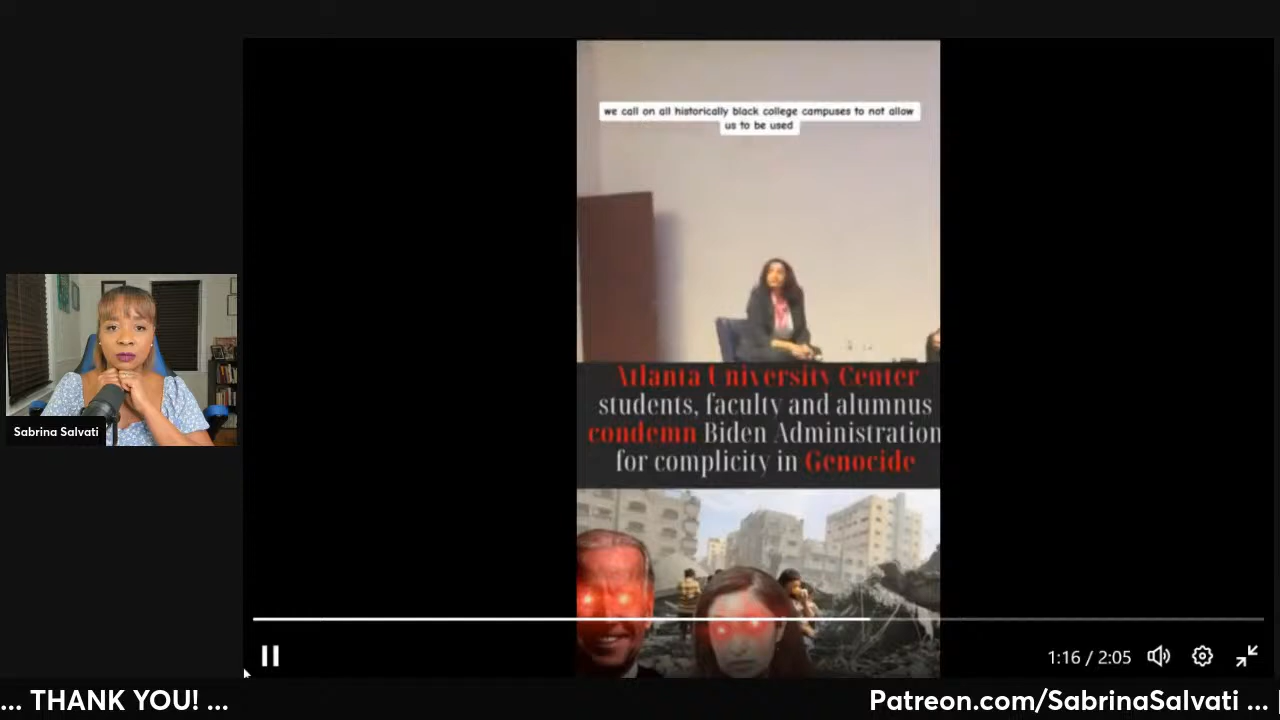 we call on all historically black college campuses to not allow
us to be used
Atlanta University Center
students, faculty and alumnus
condemn Biden Administration
for complicity in Genocide
Sabrina Salvati
1:16 / 2:05
... THANK YOU! ...
Patreon.com/SabrinaSalvati ...